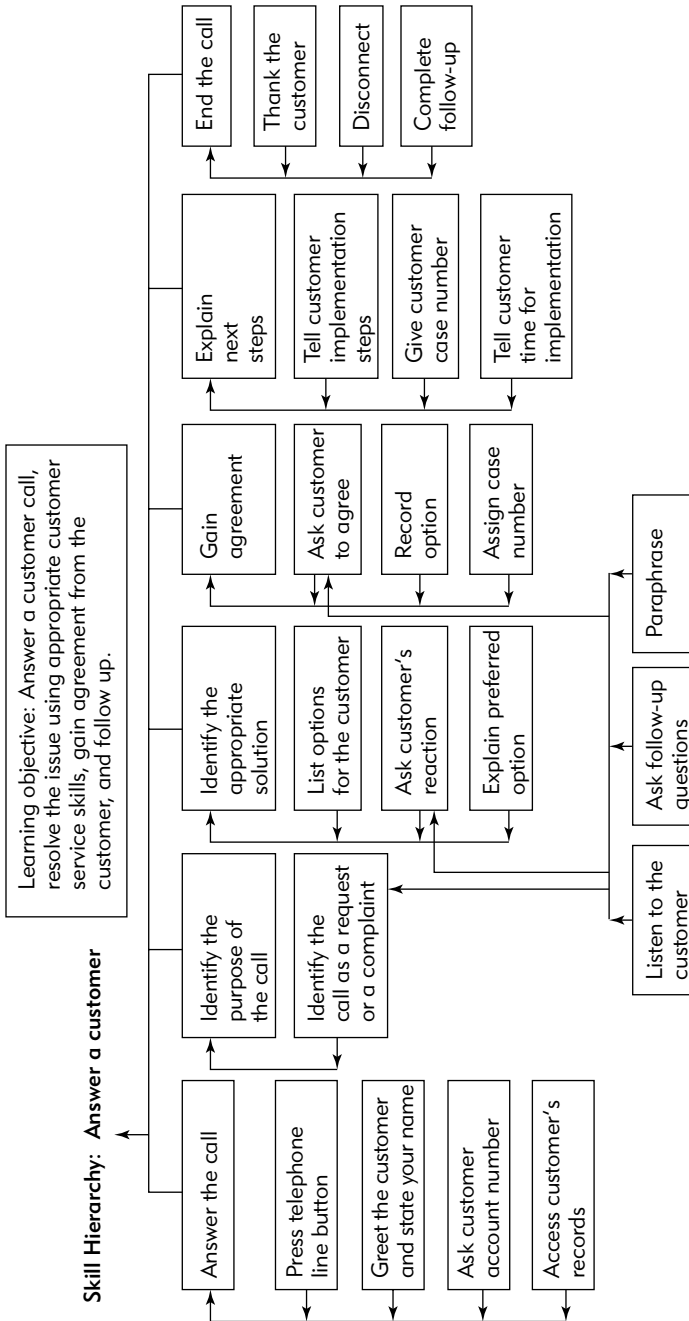 Learning objective: Answer a customer call,
resolve the issue using appropriate customer
service skills, gain agreement from the
customer, and follow up.
Skill Hierarchy: Answer a customer
Answer the call
Press telephone
line button
Greet the customer
and state your name
Ask customer
account number
Access customer's
records
Identify the
purpose of
the call
Identify the
call as a request
or a complaint
Identify the
appropriate
solution
List options
for the customer
Ask customer's
reaction
Explain preferred
option
Gain
agreement
Ask customer
to agree
Record
option
Assign case
number
Explain
next
steps
Tell customer
implementation
steps
Give customer
case number
Tell customer
time for
implementation
End the call
Thank the
customer
Disconnect
Complete
follow-up
Listen to the
customer
Ask follow-up
questions
Paraphrase